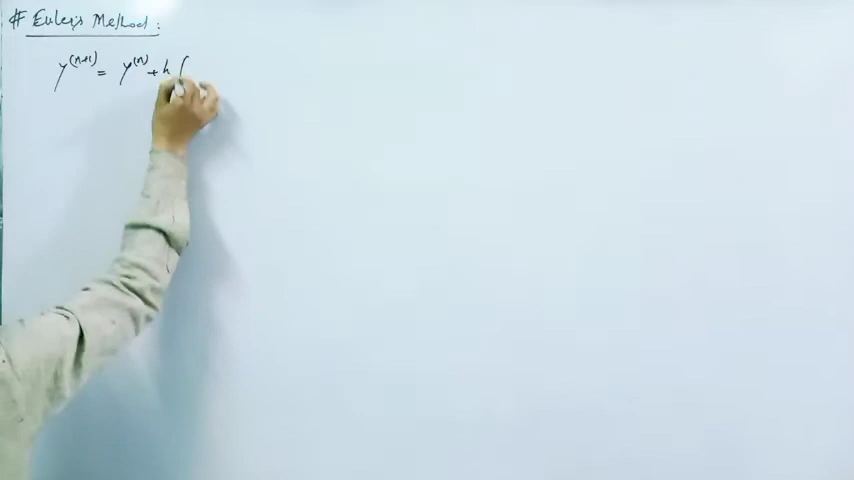 # Euler's Method:
y^(n+1) = y^(n) + h f